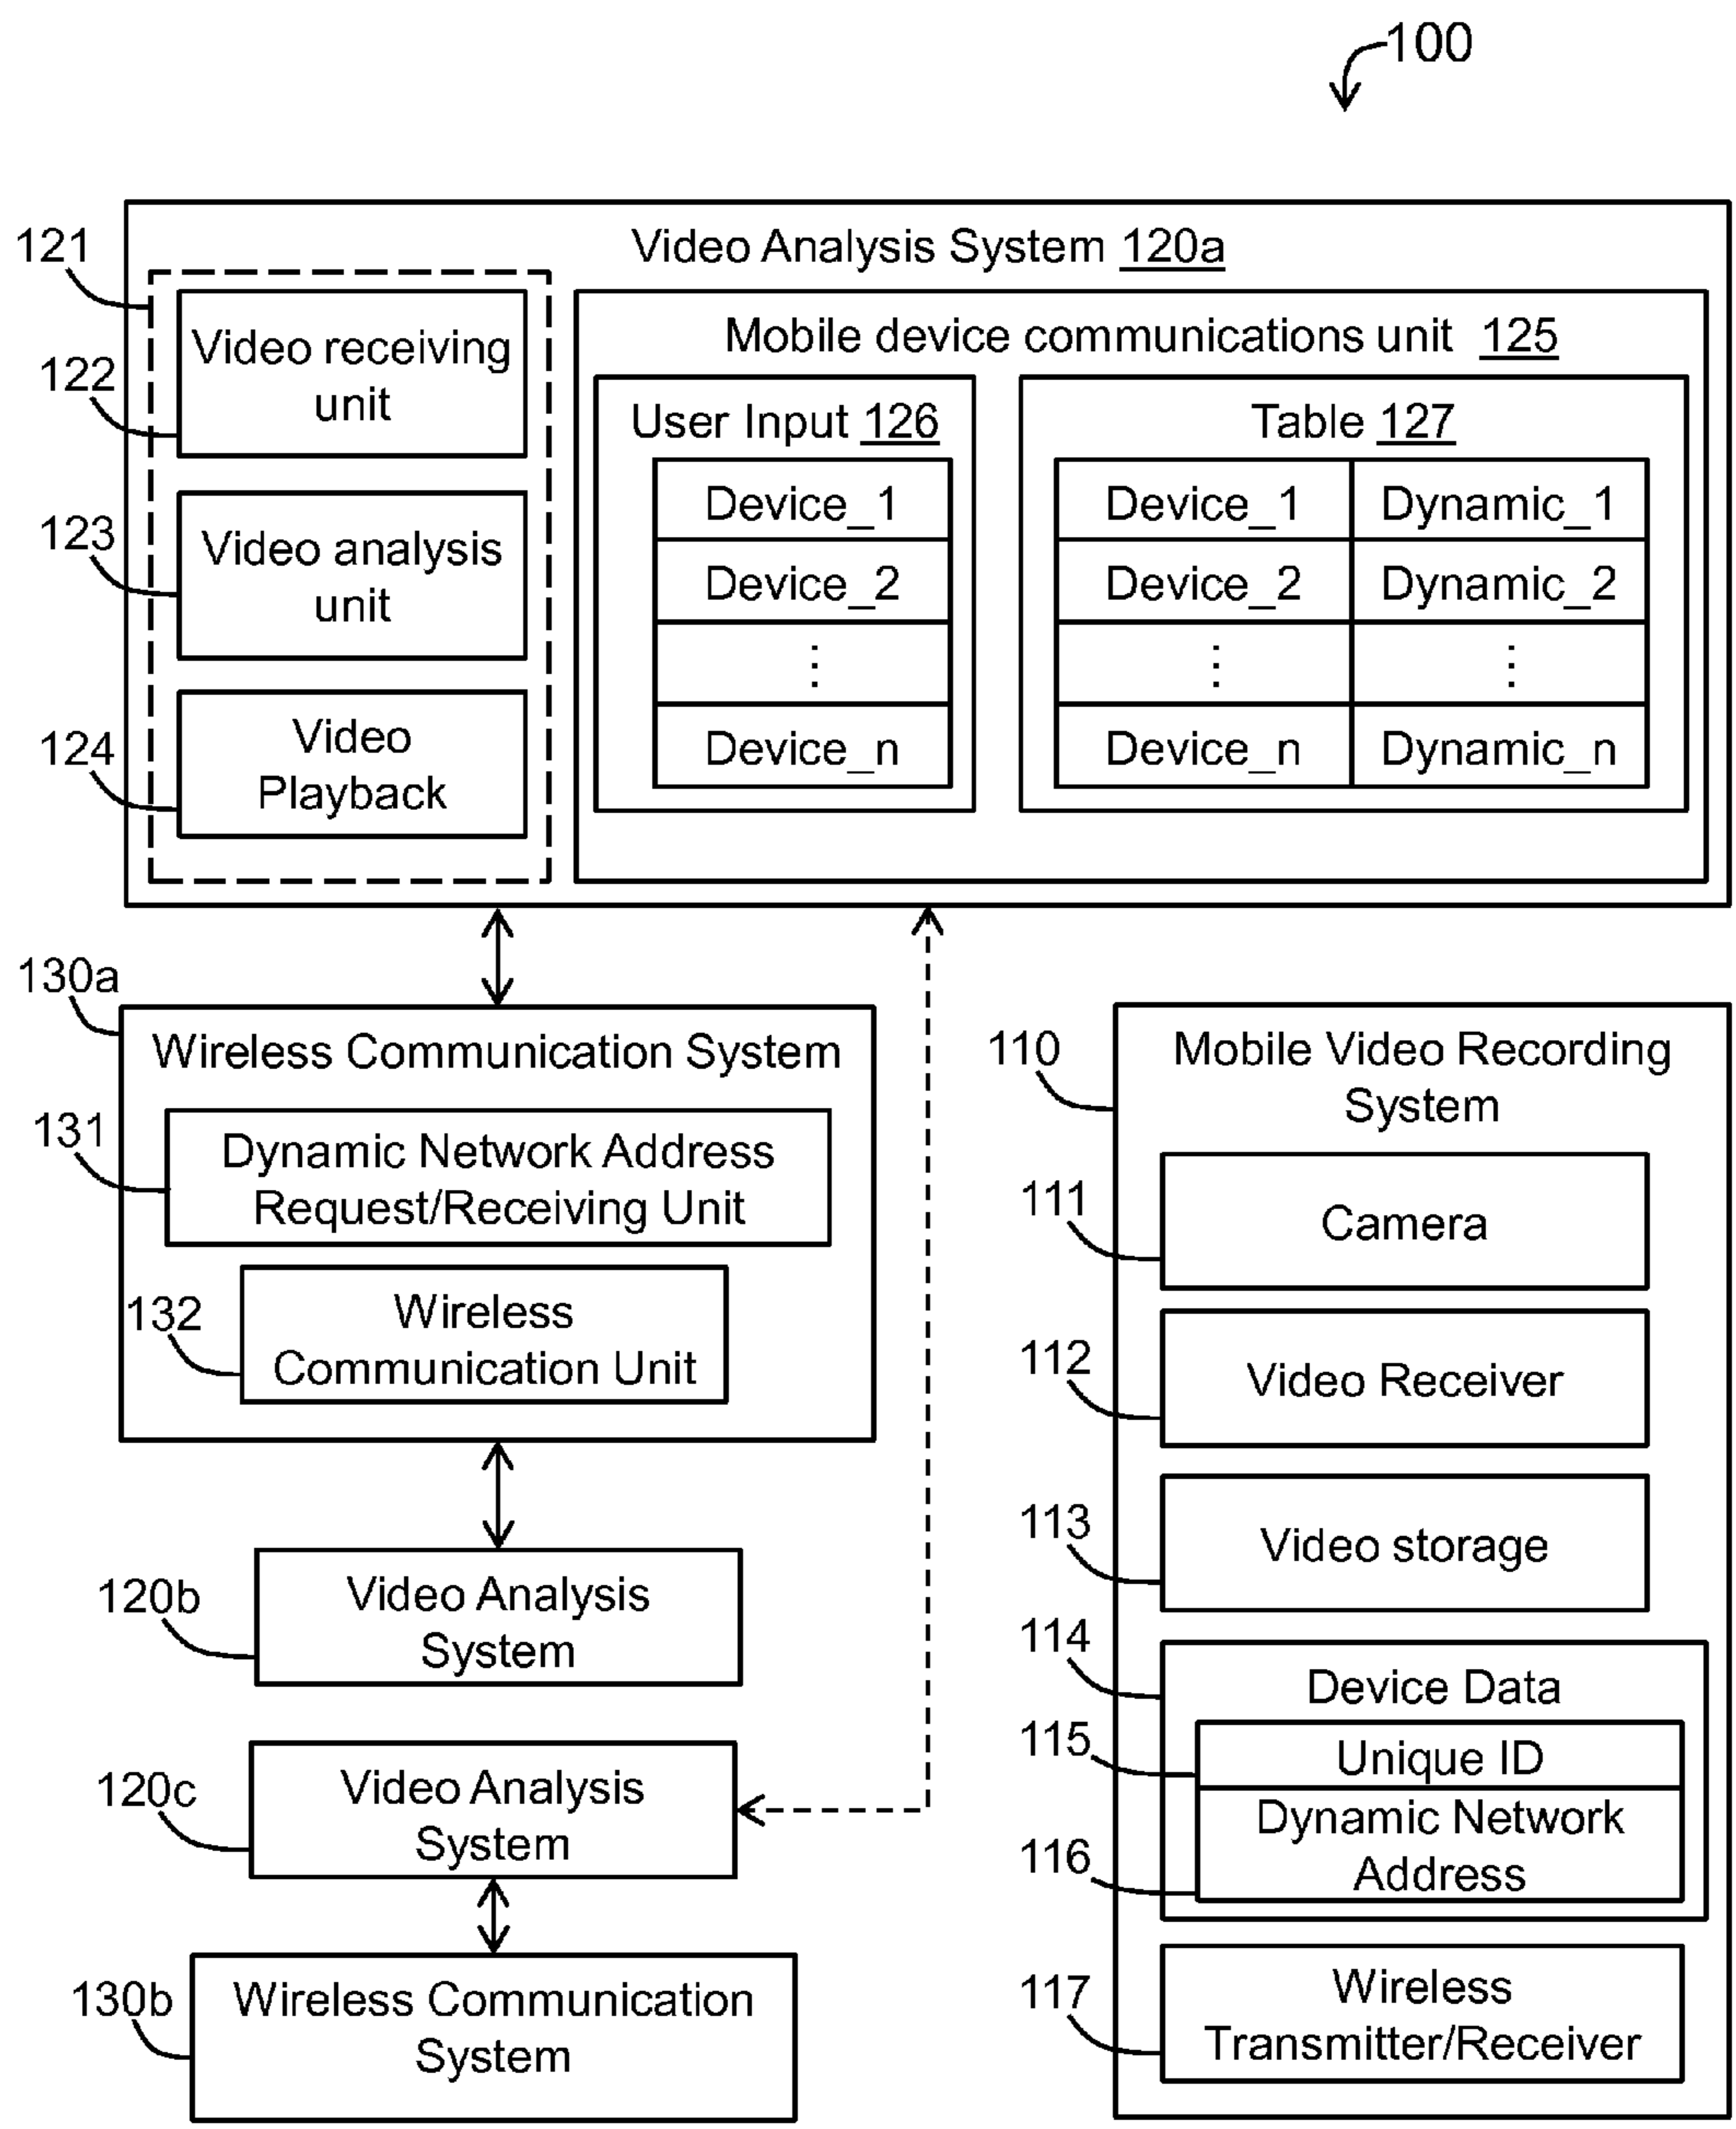 100
Video Analysis System 120a
121
Video receiving
unit
122
Video analysis
unit
123
Video
Playback
124
Mobile device communications unit 125
User Input 126
Device_1
Device_2
⋮
Device_n
Table 127
Device_1 Dynamic_1
Device_2 Dynamic_2
⋮ ⋮
Device_n Dynamic_n
130a
Wireless Communication System
131
Dynamic Network Address
Request/Receiving Unit
132
Wireless
Communication Unit
120b
Video Analysis
System
120c
Video Analysis
System
130b
Wireless Communication
System
110
Mobile Video Recording
System
111
Camera
112
Video Receiver
113
Video storage
114
Device Data
115
Unique ID
116
Dynamic Network
Address
117
Wireless
Transmitter/Receiver